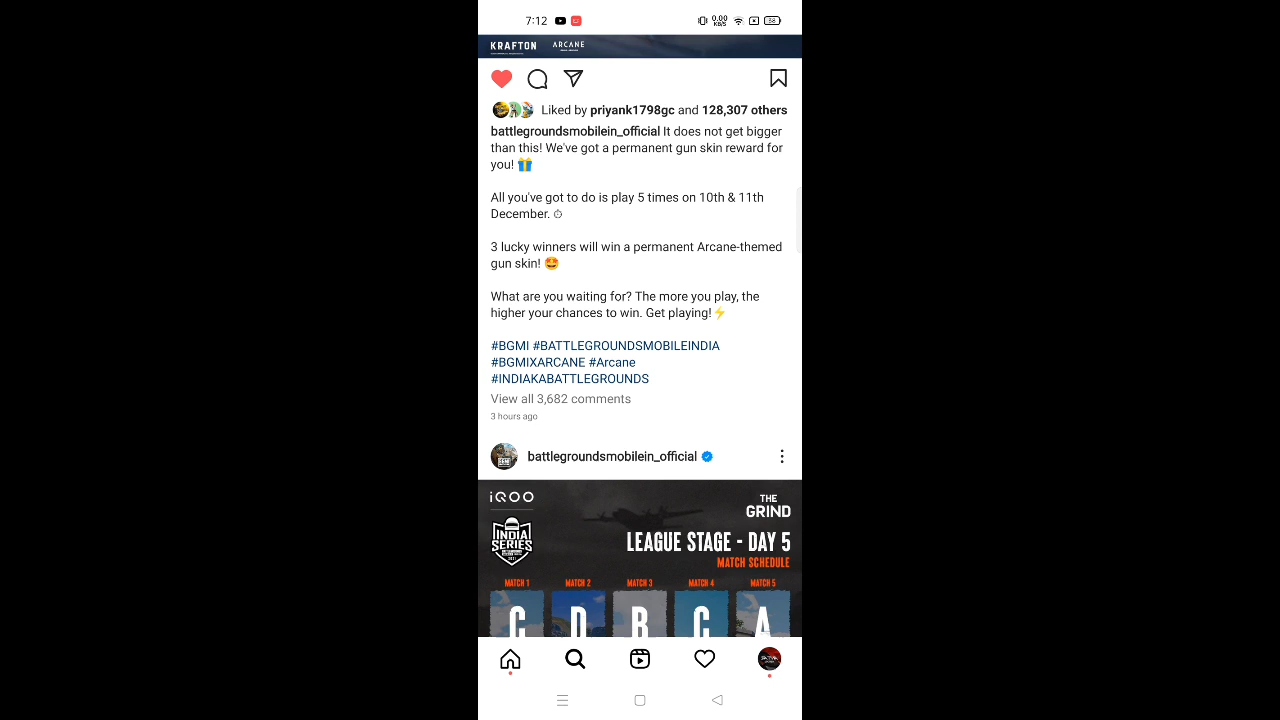 7:12
0.00
KB/S
58
KRAFTON
ARCANE
Liked by priyank1798gc and 128,307 others
battlegroundsmobilein_official It does not get bigger
than this! We've got a permanent gun skin reward for
you! 🎁
All you've got to do is play 5 times on 10th & 11th
December. ⏱
3 lucky winners will win a permanent Arcane-themed
gun skin! 🤩
What are you waiting for? The more you play, the
higher your chances to win. Get playing!⚡
#BGMI #BATTLEGROUNDSMOBILEINDIA
#BGMIXARCANE #Arcane
#INDIAKABATTLEGROUNDS
View all 3,682 comments
3 hours ago
battlegroundsmobilein_official
iQOO
THE
GRIND
INDIA
SERIES
LEAGUE STAGE - DAY 5
MATCH SCHEDULE
MATCH 1 MATCH 2 MATCH 3 MATCH 4 MATCH 5
C D B C A